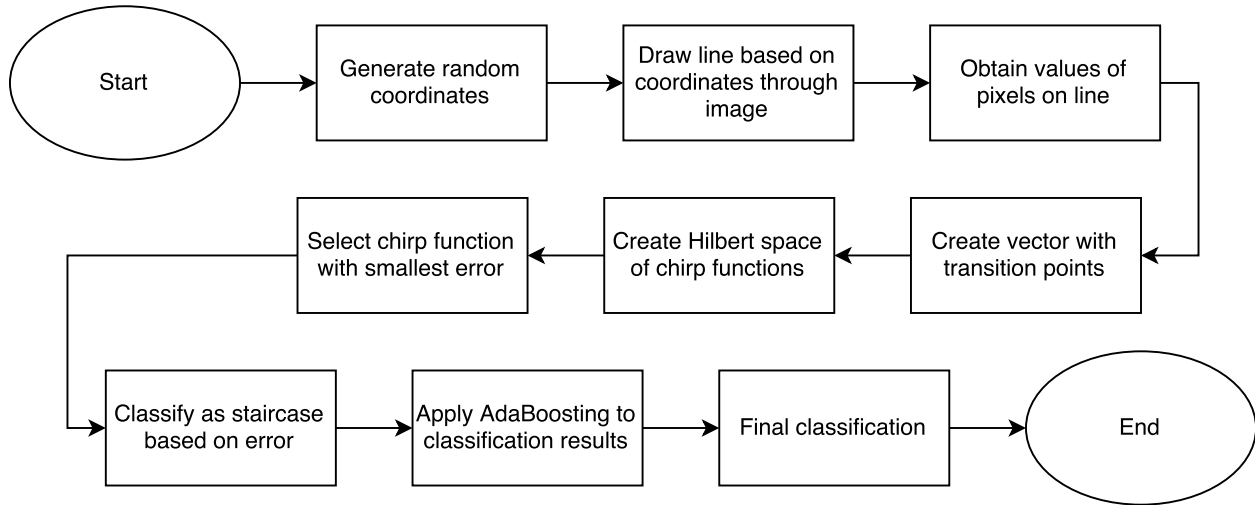 Start
Generate random
coordinates
Draw line based on
coordinates through
image
Obtain values of
pixels on line
Create vector with
transition points
Create Hilbert space
of chirp functions
Select chirp function
with smallest error
Classify as staircase
based on error
Apply AdaBoosting to
classification results
Final classification
End